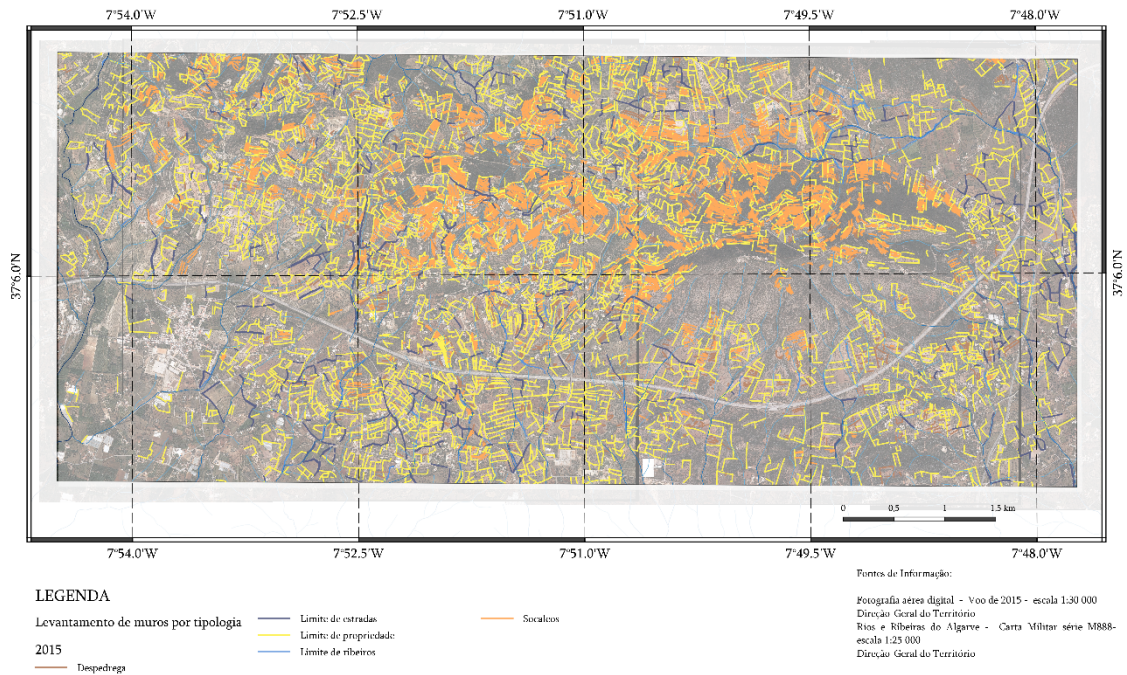 7°54.0'W 7°52.5'W 7°51.0'W 7°49.5'W 7°48.0'W
37°6.0'N 37°6.0'N
0 0,5 1 1.5 km
7°54.0'W 7°52.5'W 7°51.0'W 7°49.5'W 7°48.0'W
LEGENDA
Levantamento de muros por tipologia
2015
Despedrega
Limite de estradas
Limite de propriedade
Limite de ribeiros
Socalcos
Fontes de Informação:
Fotografia aérea digital - Voo de 2015 - escala 1:30 000
Direção Geral do Território
Rios e Ribeiras do Algarve - Carta Militar série M888-
escala 1:25 000
Direção Geral do Território